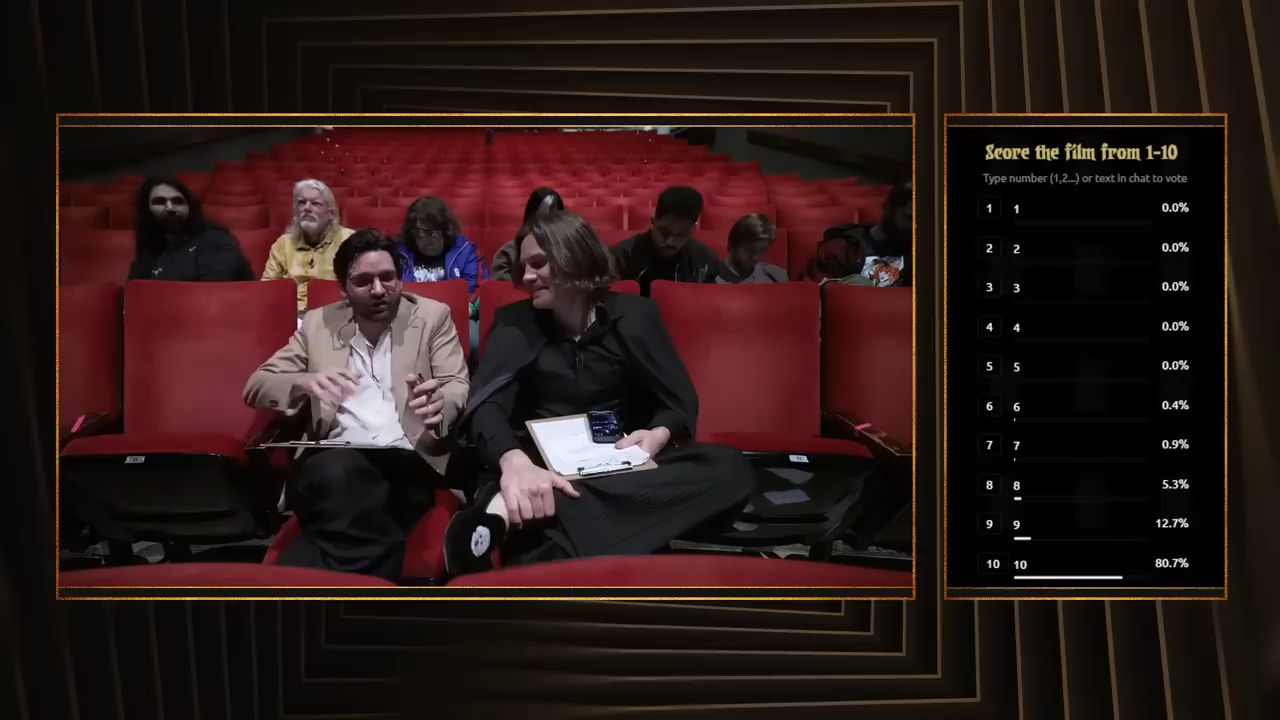 Score the film from 1-10
Type number (1,2...) or text in chat to vote
1 1 0.0%
2 2 0.0%
3 3 0.0%
4 4 0.0%
5 5 0.0%
6 6 0.4%
7 7 0.9%
8 8 5.3%
9 9 12.7%
10 10 80.7%